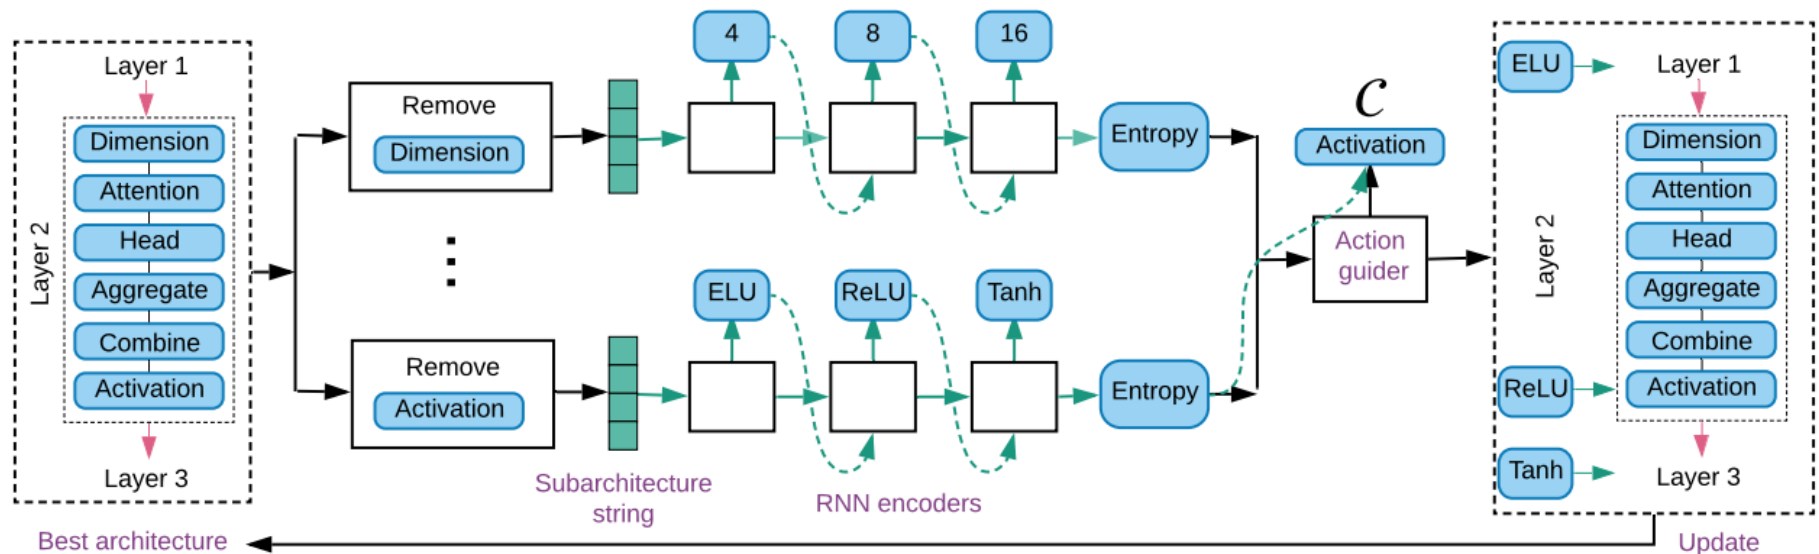 Layer 1
Layer 2
Dimension
Attention
Head
Aggregate
Combine
Activation
Layer 3
Best architecture
Remove
Dimension
Remove
Activation
Subarchitecture
string
4
8
16
Entropy
ELU
ReLU
Tanh
Entropy
RNN encoders
C
Activation
Action
guider
ELU
Layer 1
Layer 2
Dimension
Attention
Head
Aggregate
Combine
ReLU
Activation
Tanh
Layer 3
Update